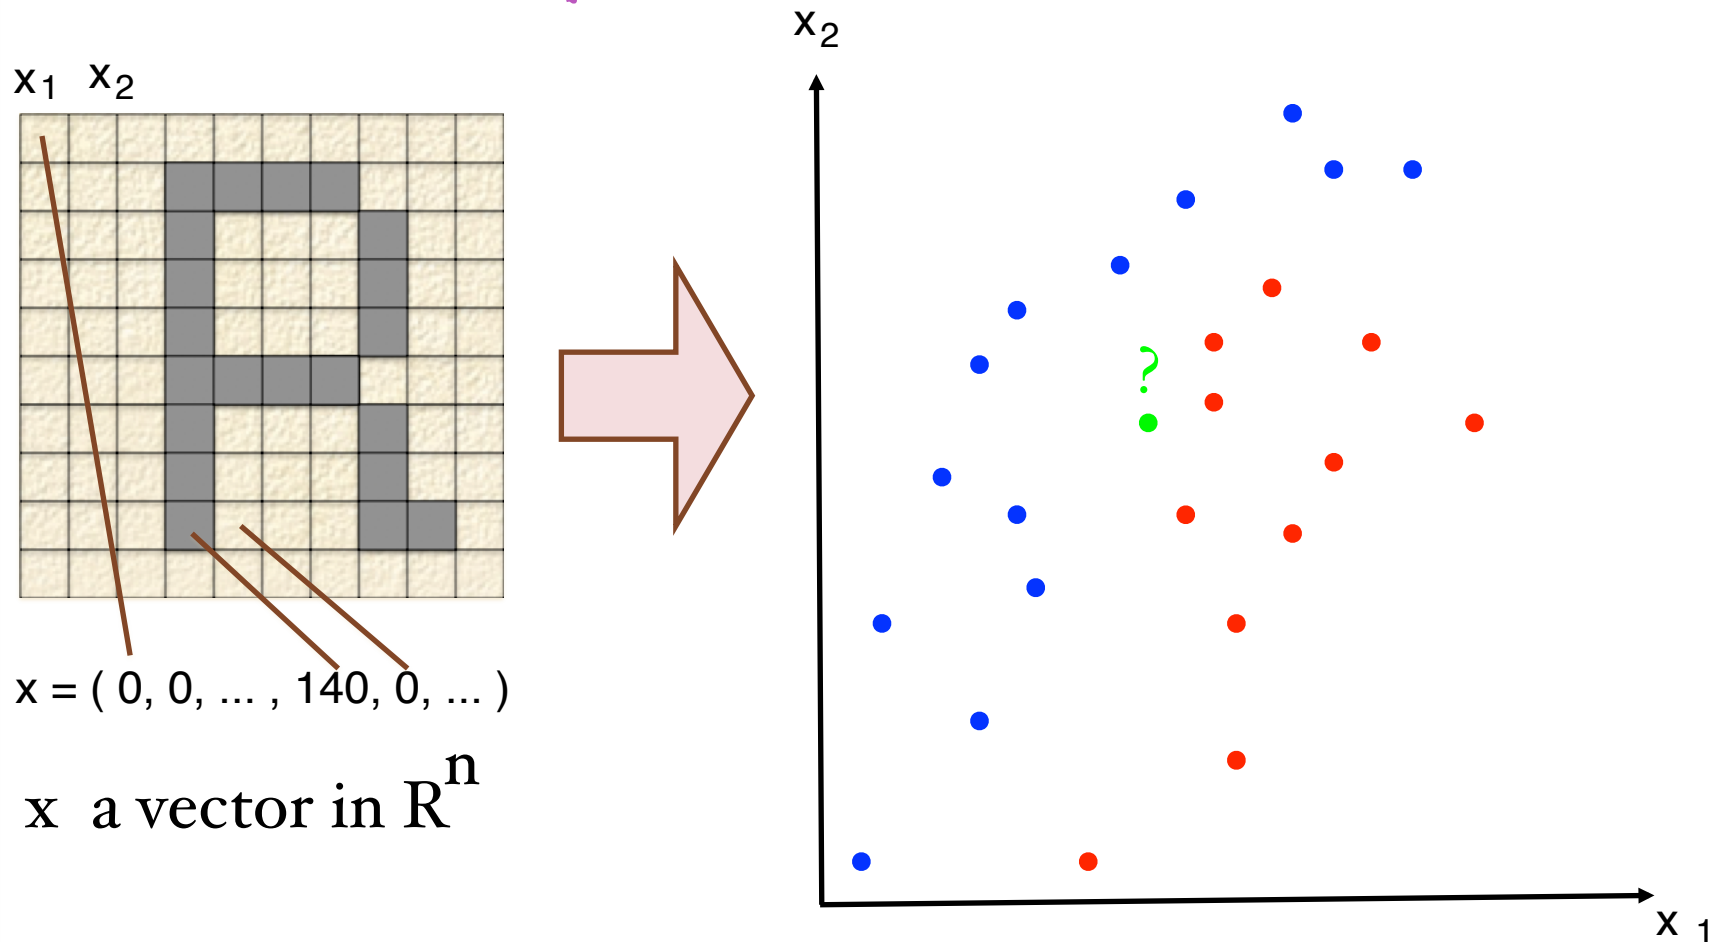 x1 x2
x = ( 0, 0, ... , 140, 0, ... )
x a vector in R^n
x2
?
x 1